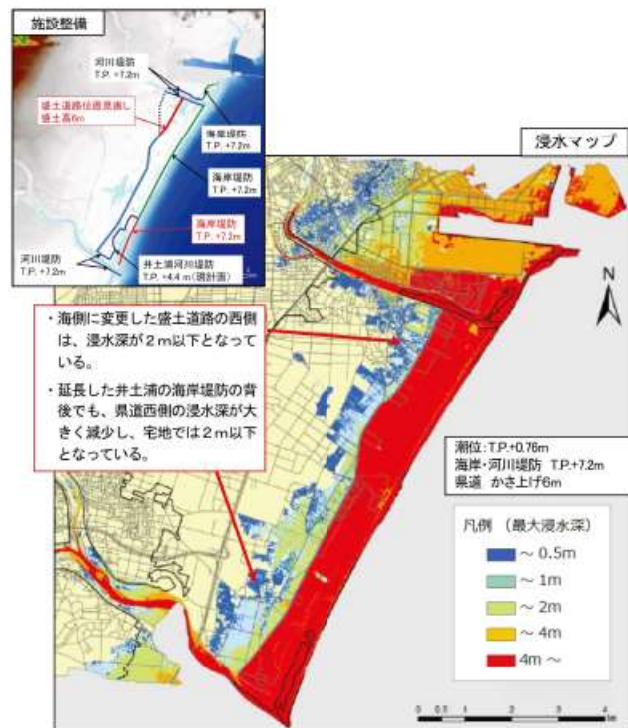 施設整備
河川堤防
T.P. +7.2m
盛土道路位置見直し
盛土高6m
海岸堤防
T.P. +7.2m
海岸堤防
T.P. +7.2m
海岸堤防
T.P. +7.2m
河川堤防
T.P. +7.2m
井土浦河川堤防
T.P. +4.4 m(現計画)
浸水マップ
N
・海側に変更した盛土道路の西側
は、浸水深が2m以下となって
いる。
・延長した井土浦の海岸堤防の背
後でも、県道西側の浸水深が大
きく減少し、宅地では2m以下
となっている。
潮位:T.P.+0.76m
海岸・河川堤防 T.P.+7.2m
県道 かさ上げ6m
凡例 (最大浸水深)
~ 0.5m
~ 1m
~ 2m
~ 4m
4m ~
0 0.5 1 2 3 4